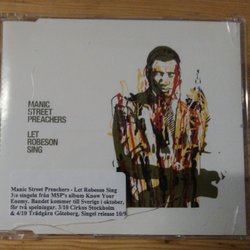 MANIC
STREET
PREACHERS
LET
ROBESON
SING
Manic Street Preachers - Let Robeson Sing
3:e singeln från MSP's album Know Your
Enemy. Bandet kommer till Sverige i oktober,
för två spelningar. 3/10 Cirkus Stockholm
& 4/10 Trädgårn Göteborg. Singel release 10/9